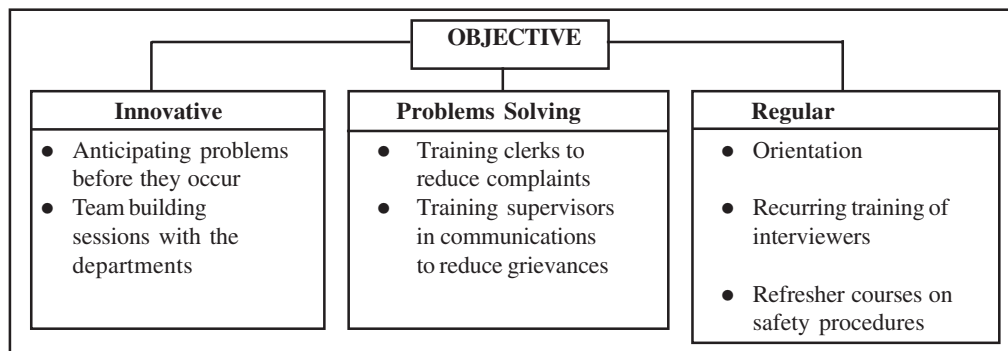 OBJECTIVE
Innovative
● Anticipating problems
before they occur
● Team building
sessions with the
departments
Problems Solving
● Training clerks to
reduce complaints
● Training supervisors
in communications
to reduce grievances
Regular
● Orientation
● Recurring training of
interviewers
● Refresher courses on
safety procedures